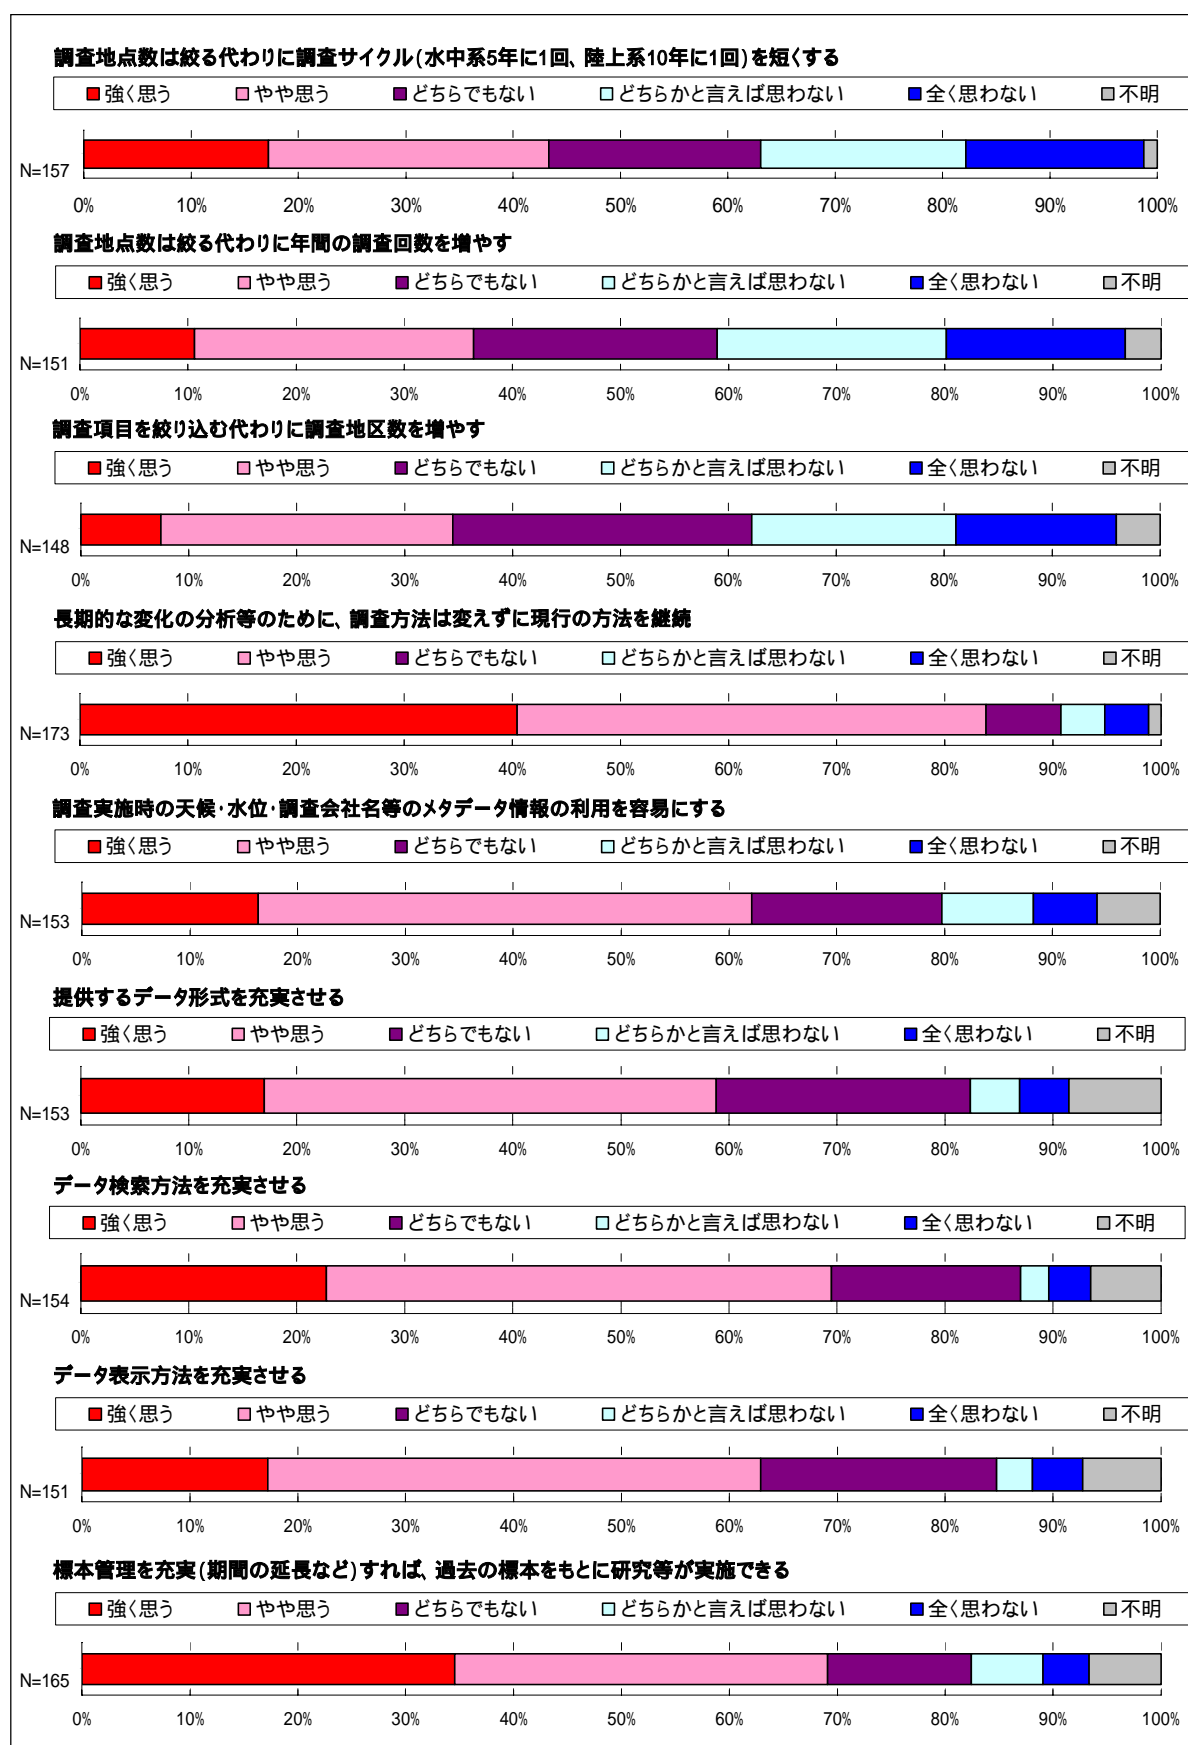 調査地点数は絞る代わりに調査サイクル(水中系5年に1回、陸上系10年に1回)を短くする
強く思う やや思う どちらでもない どちらかと言えば思わない 全く思わない 不明
N=157
0% 10% 20% 30% 40% 50% 60% 70% 80% 90% 100%
調査地点数は絞る代わりに年間の調査回数を増やす
強く思う やや思う どちらでもない どちらかと言えば思わない 全く思わない 不明
N=151
0% 10% 20% 30% 40% 50% 60% 70% 80% 90% 100%
調査項目を絞り込む代わりに調査地区数を増やす
強く思う やや思う どちらでもない どちらかと言えば思わない 全く思わない 不明
N=148
0% 10% 20% 30% 40% 50% 60% 70% 80% 90% 100%
長期的な変化の分析等のために、調査方法は変えずに現行の方法を継続
強く思う やや思う どちらでもない どちらかと言えば思わない 全く思わない 不明
N=173
0% 10% 20% 30% 40% 50% 60% 70% 80% 90% 100%
調査実施時の天候・水位・調査会社名等のメタデータ情報の利用を容易にする
強く思う やや思う どちらでもない どちらかと言えば思わない 全く思わない 不明
N=153
0% 10% 20% 30% 40% 50% 60% 70% 80% 90% 100%
提供するデータ形式を充実させる
強く思う やや思う どちらでもない どちらかと言えば思わない 全く思わない 不明
N=153
0% 10% 20% 30% 40% 50% 60% 70% 80% 90% 100%
データ検索方法を充実させる
強く思う やや思う どちらでもない どちらかと言えば思わない 全く思わない 不明
N=154
0% 10% 20% 30% 40% 50% 60% 70% 80% 90% 100%
データ表示方法を充実させる
強く思う やや思う どちらでもない どちらかと言えば思わない 全く思わない 不明
N=151
0% 10% 20% 30% 40% 50% 60% 70% 80% 90% 100%
標本管理を充実(期間の延長など)すれば、過去の標本をもとに研究等が実施できる
強く思う やや思う どちらでもない どちらかと言えば思わない 全く思わない 不明
N=165
0% 10% 20% 30% 40% 50% 60% 70% 80% 90% 100%